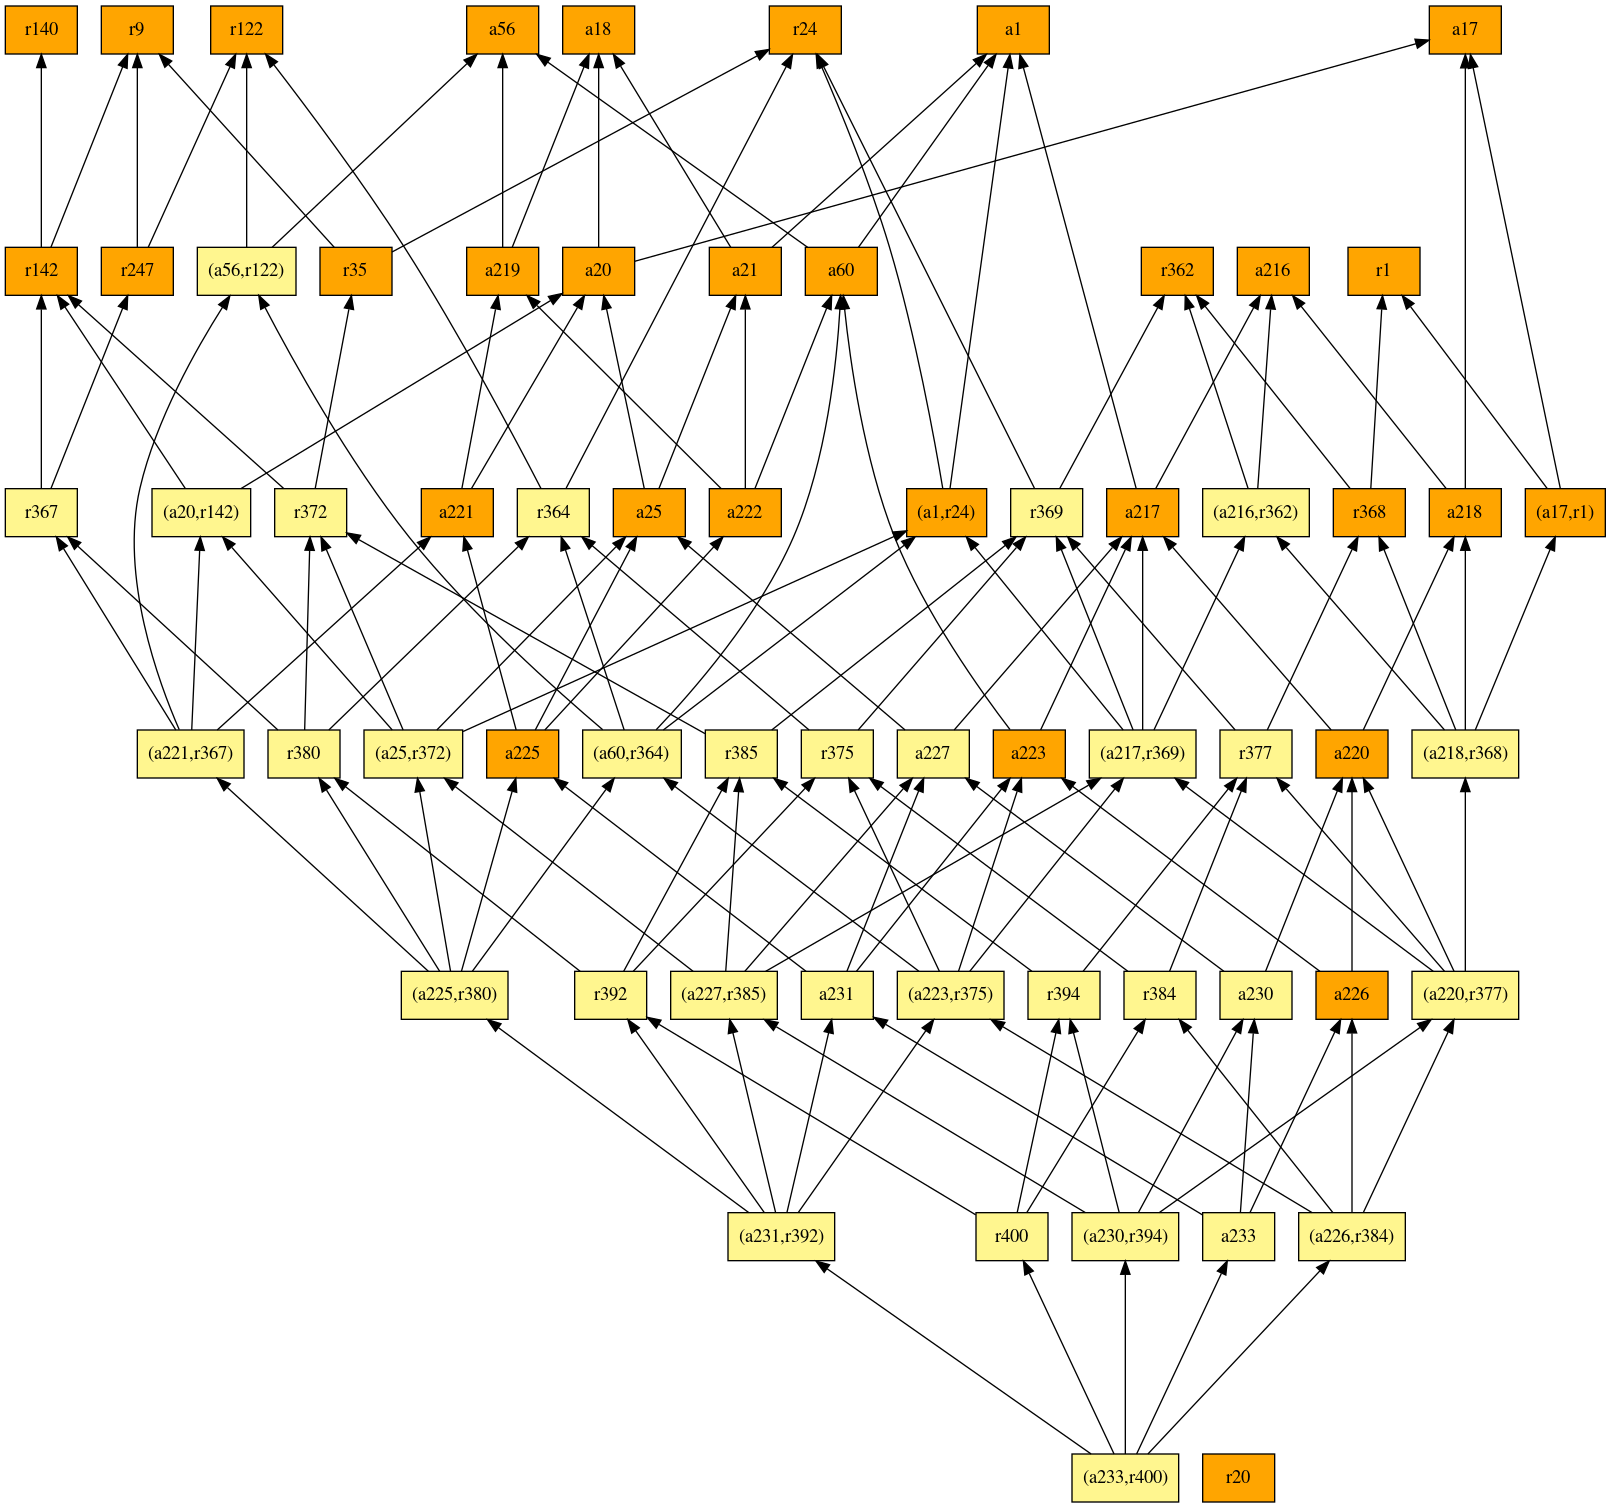 r140
r9
r122
a56
a18
r24
a1
a17
r142
r247
(a56,r122)
r35
a219
a20
a21
a60
r362
a216
r1
r367
(a20,r142)
r372
a221
r364
a25
a222
(a1,r24)
r369
a217
(a216,r362)
r368
a218
(a17,r1)
(a221,r367)
r380
(a25,r372)
a225
(a60,r364)
r385
r375
a227
a223
(a217,r369)
r377
a220
(a218,r368)
(a225,r380)
r392
(a227,r385)
a231
(a223,r375)
r394
r384
a230
a226
(a220,r377)
(a231,r392)
r400
(a230,r394)
a233
(a226,r384)
(a233,r400)
r20